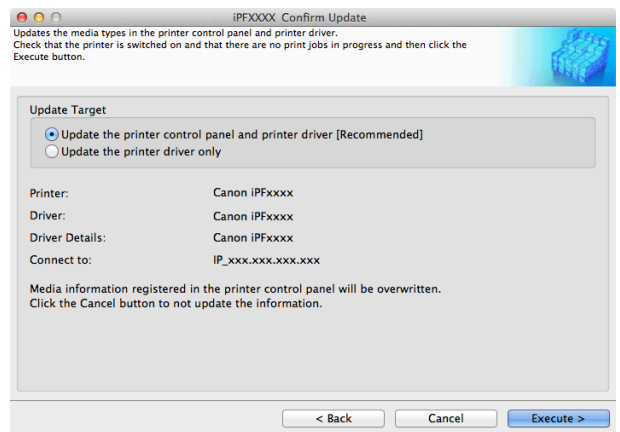 iPFXXXX Confirm Update
Updates the media types in the printer control panel and printer driver.
Check that the printer is switched on and that there are no print jobs in progress and then click the
Execute button.
Update Target
Update the printer control panel and printer driver [Recommended]
Update the printer driver only
Printer: Canon iPFxxxx
Driver: Canon iPFxxxx
Driver Details: Canon iPFxxxx
Connect to: IP_xxx.xxx.xxx.xxx
Media information registered in the printer control panel will be overwritten.
Click the Cancel button to not update the information.
< Back Cancel Execute >